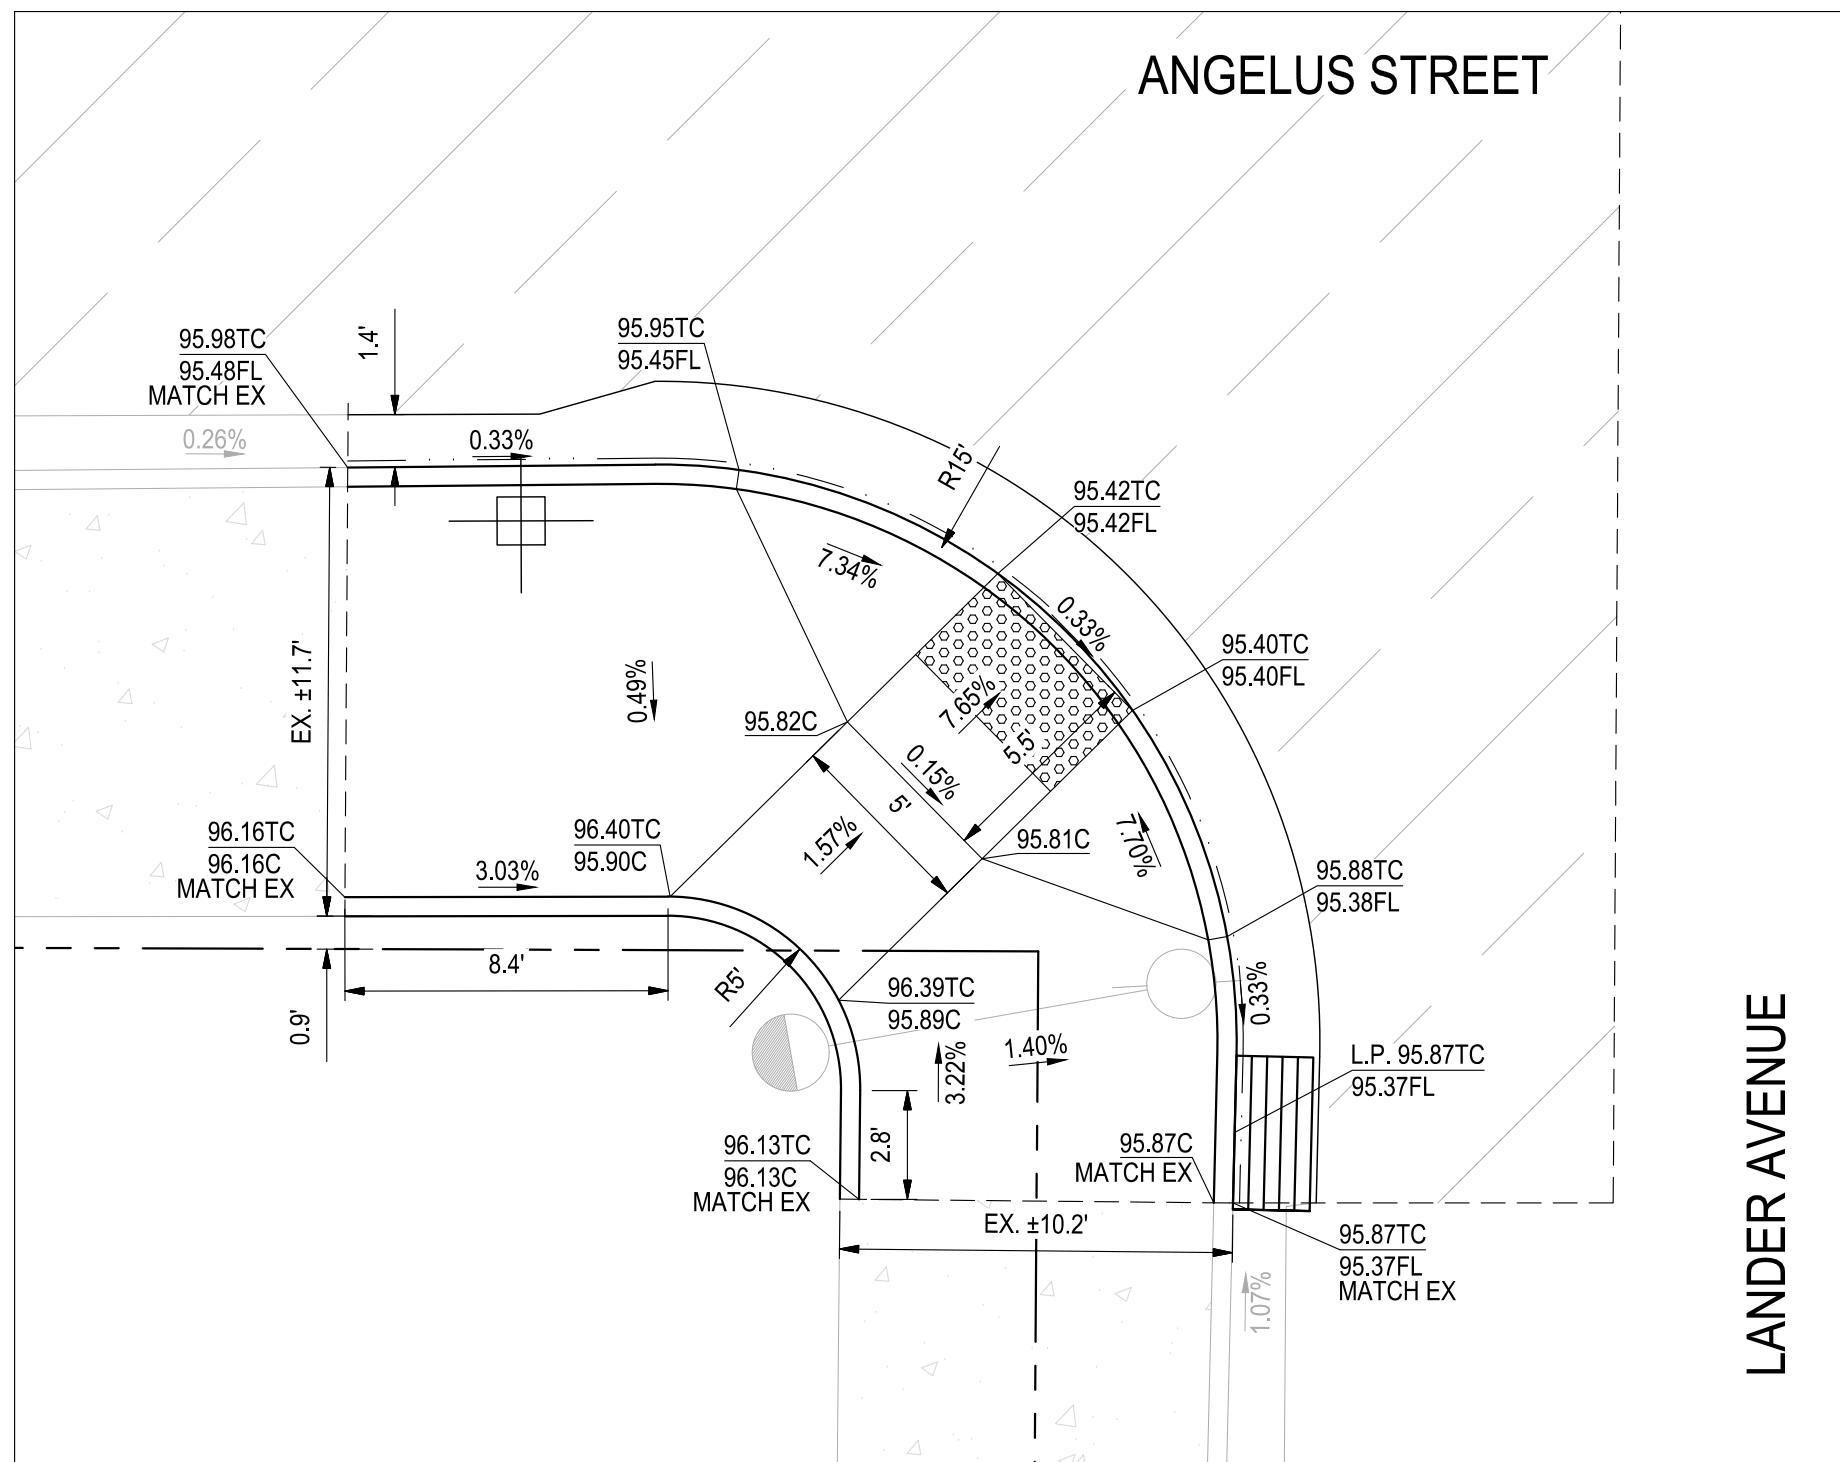 ANGELUS STREET
95.98TC
95.48FL
MATCH EX
1.4'
95.95TC
95.45FL
0.26%
0.33%
R15'
95.42TC
95.42FL
7.34%
0.33%
95.40TC
95.40FL
EX. ±11.7'
0.49%
95.82C
7.65%
5.5'
0.15%
5'
1.57%
95.81C
7.70%
96.16TC
96.16C
MATCH EX
3.03%
96.40TC
95.90C
95.88TC
95.38FL
8.4'
0.9'
R5'
96.39TC
95.89C
0.33%
1.40%
3.22%
L.P. 95.87TC
95.37FL
2.8'
96.13TC
96.13C
MATCH EX
95.87C
MATCH EX
EX. ±10.2'
95.87TC
95.37FL
MATCH EX
1.07%
LANDER AVENUE